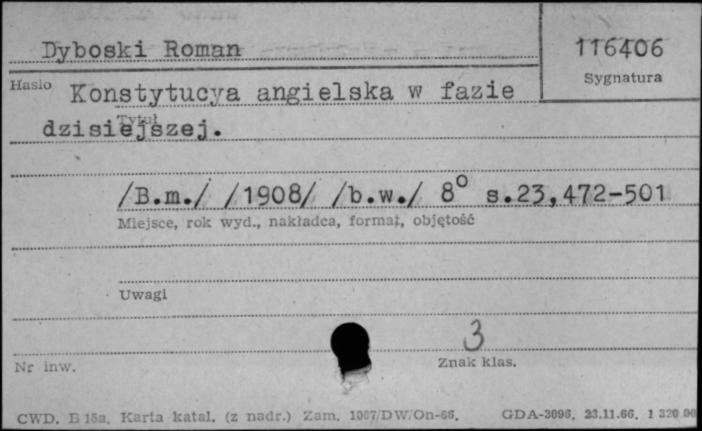 Dyboski Roman
116406
Hasło
Sygnatura
Konstytucya angielska w fazie
Tytuł
dzisiejszej.
/B.m./ /1908/ /b.w./ 8° s.23,472-501
Miejsce, rok wyd., nakładca, format, objętość
Uwagi
3
Nr inw.
Znak klas.
CWD. B 15a. Karta katal. (z nadr.) Zam. 1067/DW/On-66. GDA-3096. 23.11.66. 1 320 00